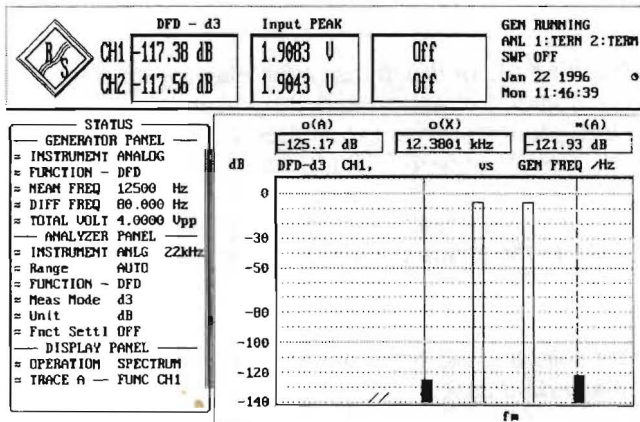 DFD - d3 Input PEAK
GEN RUNNING
R S CH1 -117.38 dB 1.9083 V Off
ANL 1:TERM 2:TERM
SWP OFF
CH2 -117.56 dB 1.9043 V Off
Jan 22 1996
Mon 11:46:39
STATUS
GENERATOR PANEL
≈ INSTRUMENT ANALOG
≈ FUNCTION - DFD
≈ MEAN FREQ 12500 Hz
≈ DIFF FREQ 80.000 Hz
≈ TOTAL VOLT 4.0000 Vpp
ANALYZER PANEL
≈ INSTRUMENT ANLG 22kHz
≈ Range AUTO
≈ FUNCTION - DFD
≈ Meas Mode d3
≈ Unit dB
≈ Fnct Settl OFF
DISPLAY PANEL
≈ OPERATION SPECTRUM
≈ TRACE A — FUNC CH1
o(A) o(X) *(A)
-125.17 dB 12.3801 kHz -121.93 dB
dB DFD-d3 CH1, vs GEN FREQ /Hz
0
-30
-50
-80
-100
-120
-140
fm